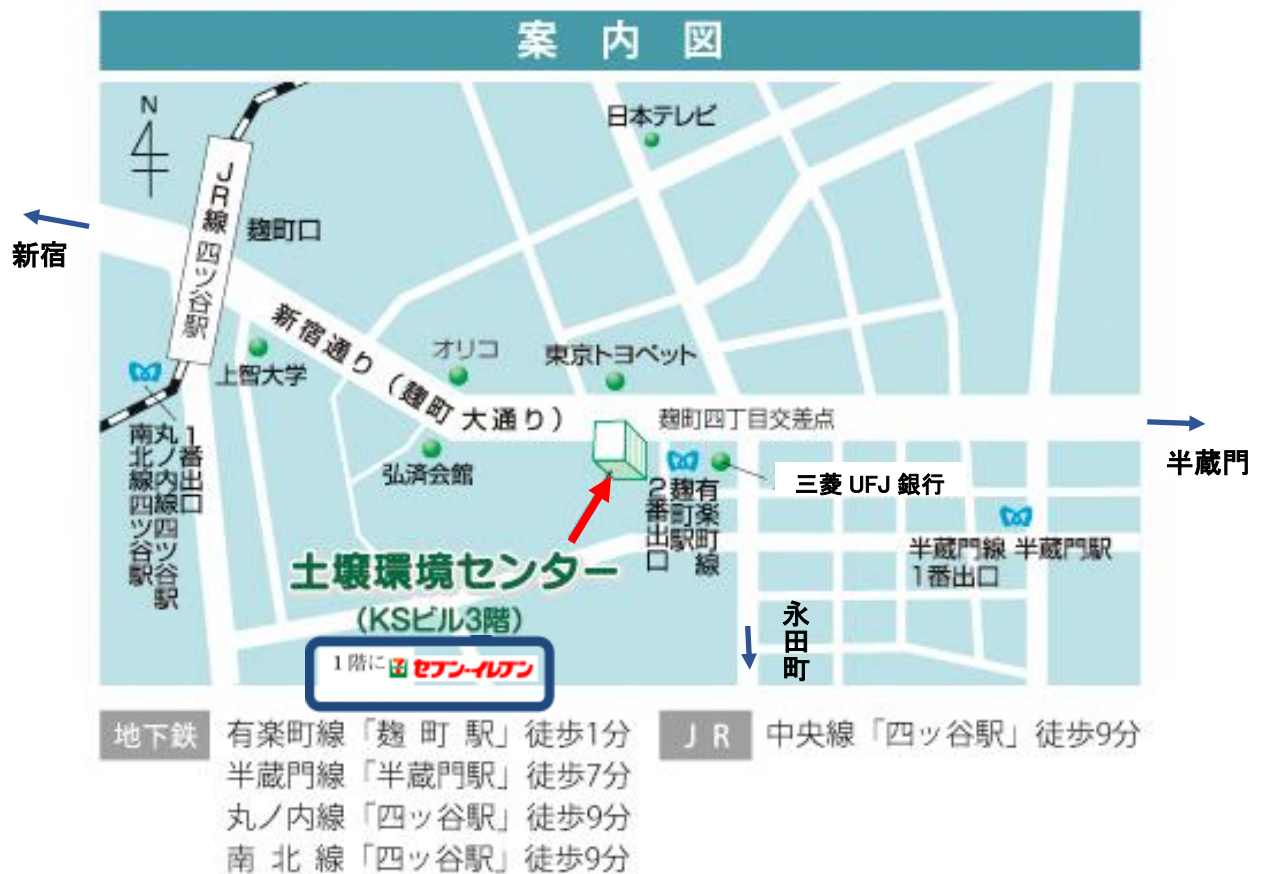 案内図
N
日本テレビ
JR線 四ツ谷駅
麹町口
新宿
新宿通り(麹町大通り)
オリコ
東京トヨペット
上智大学
麹町四丁目交差点
半蔵門
弘済会館
三菱 UFJ 銀行
1番出口
丸ノ内線四ツ谷駅
南北線四ツ谷駅
有楽町線
麹町駅
2番出口
半蔵門線 半蔵門駅
1番出口
土壌環境センター
(KSビル3階)
永田町
1階に セブン-イレブン
地下鉄 有楽町線「麹 町 駅」徒歩1分
半蔵門線「半蔵門駅」徒歩7分
丸ノ内線「四ッ谷駅」徒歩9分
南 北 線「四ッ谷駅」徒歩9分
J R 中央線「四ッ谷駅」徒歩9分